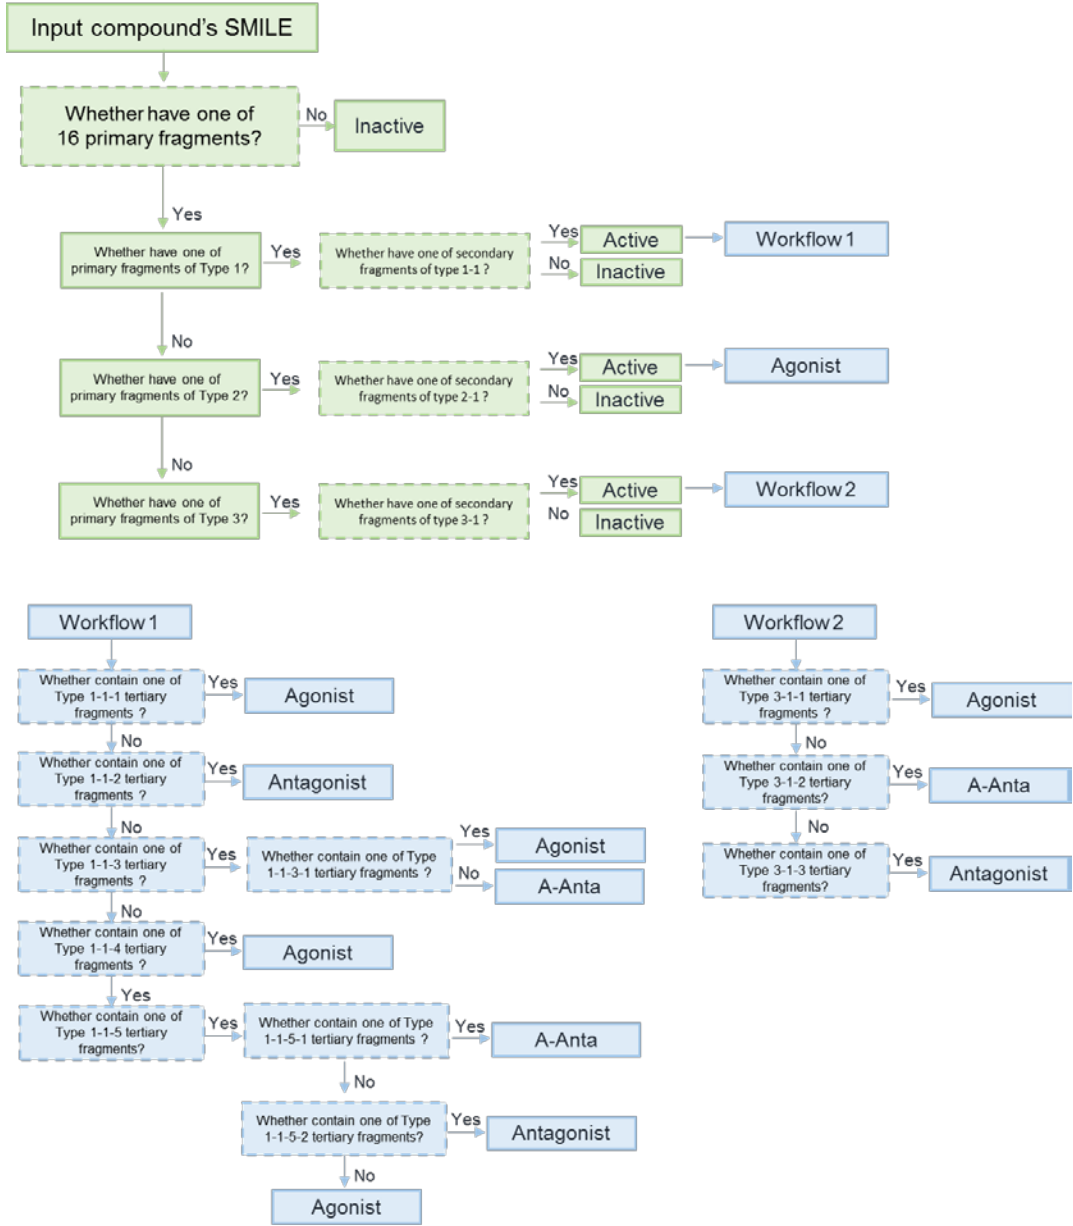 Input compound's SMILE
Whether have one of
16 primary fragments?
No
Inactive
Yes
Whether have one of
primary fragments of Type 1?
Yes
Whether have one of secondary
fragments of type 1-1 ?
Yes
Active
Workflow 1
No
Inactive
No
Whether have one of
primary fragments of Type 2?
Yes
Whether have one of secondary
fragments of type 2-1 ?
Yes
Active
Agonist
No
Inactive
No
Whether have one of
primary fragments of Type 3?
Yes
Whether have one of secondary
fragments of type 3-1 ?
Yes
Active
Workflow 2
No
Inactive
Workflow 1
Whether contain one of
Type 1-1-1 tertiary
fragments ?
Yes
Agonist
No
Whether contain one of
Type 1-1-2 tertiary
fragments ?
Yes
Antagonist
No
Whether contain one of
Type 1-1-3 tertiary
fragments ?
Yes
Whether contain one of Type
1-1-3-1 tertiary fragments ?
Yes
Agonist
No
A-Anta
No
Whether contain one of
Type 1-1-4 tertiary
fragments ?
Yes
Agonist
Yes
Whether contain one of
Type 1-1-5 tertiary
fragments?
Yes
Whether contain one of Type
1-1-5-1 tertiary fragments ?
Yes
A-Anta
No
Whether contain one of Type
1-1-5-2 tertiary fragments?
Yes
Antagonist
No
Agonist
Workflow 2
Whether contain one of
Type 3-1-1 tertiary
fragments ?
Yes
Agonist
No
Whether contain one of
Type 3-1-2 tertiary
fragments?
Yes
A-Anta
No
Whether contain one of
Type 3-1-3 tertiary
fragments?
Yes
Antagonist